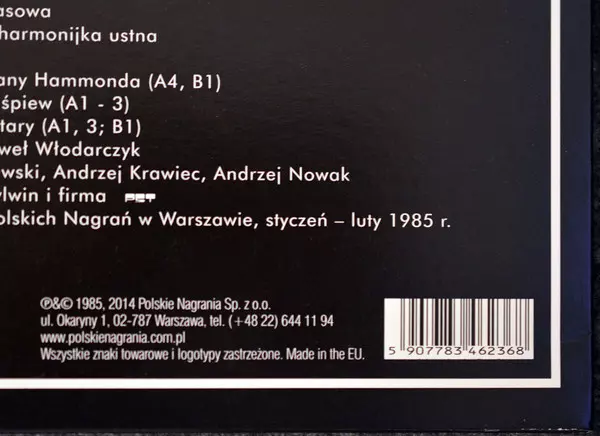 asowa
harmonijka ustna
any Hammonda (A4, B1)
śpiew (A1 - 3)
tary (A1, 3; B1)
weł Włodarczyk
wski, Andrzej Krawiec, Andrzej Nowak
ylwin i firma PET
olskich Nagrań w Warszawie, styczeń – luty 1985 r.
℗&© 1985, 2014 Polskie Nagrania Sp. z o.o.
ul. Okaryny 1, 02-787 Warszawa, tel. (+48 22) 644 11 94
www.polskienagrania.com.pl
Wszystkie znaki towarowe i logotypy zastrzeżone. Made in the EU.
5 907783 462368